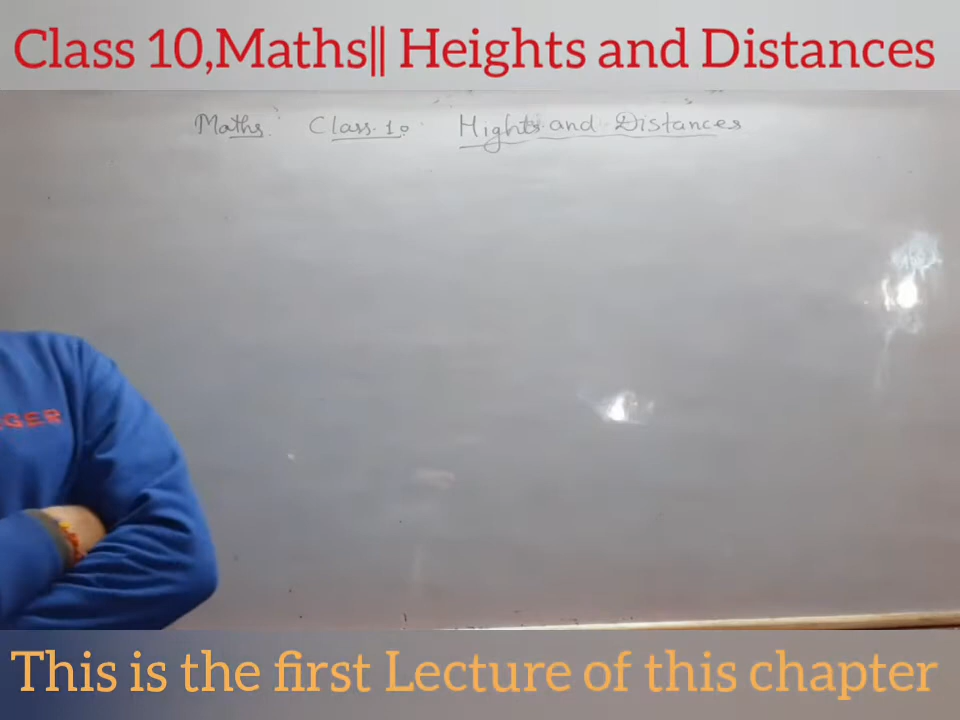 Class 10,Maths|| Heights and Distances
Maths. Class. 10. Hights and Distances
GER
This is the first Lecture of this chapter